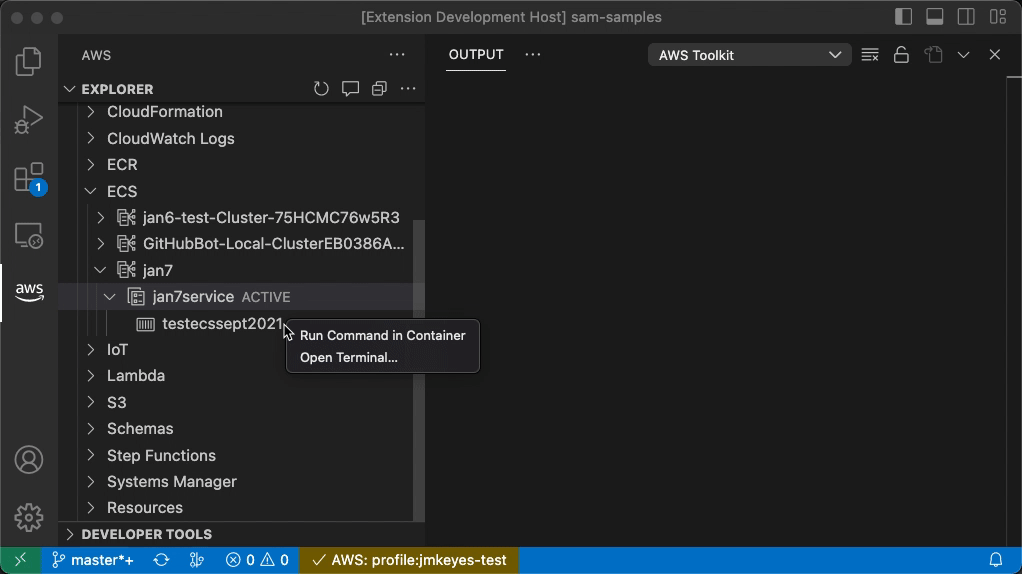 [Extension Development Host] sam-samples
AWS
OUTPUT
AWS Toolkit
EXPLORER
CloudFormation
CloudWatch Logs
ECR
1
ECS
jan6-test-Cluster-75HCMC76w5R3
GitHubBot-Local-ClusterEB0386A...
jan7
aws
jan7service ACTIVE
testecssept2021
Run Command in Container
Open Terminal...
IoT
Lambda
S3
Schemas
Step Functions
Systems Manager
Resources
DEVELOPER TOOLS
master*+ 0 0 AWS: profile:jmkeyes-test